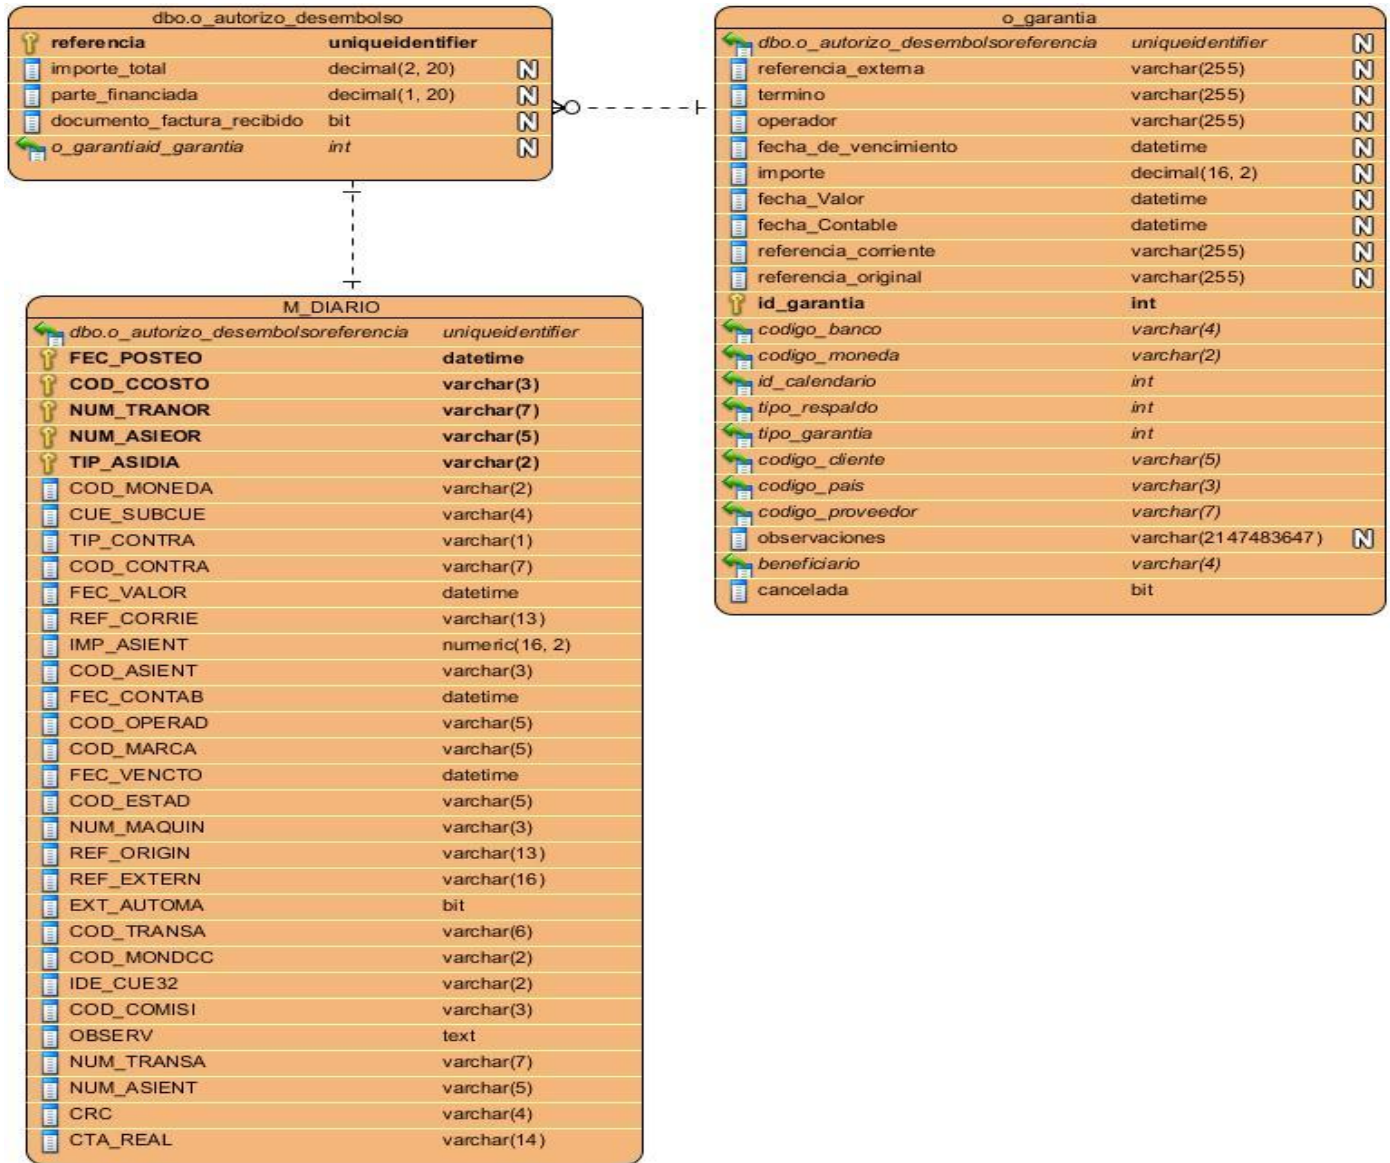 dbo.o_autorizo_desembolso
referencia uniqueidentifier
importe_total decimal(2, 20) N
parte_financiada decimal(1, 20) N
documento_factura_recibido bit N
o_garantiaid_garantia int N
o_garantia
dbo.o_autorizo_desembolsoreferencia uniqueidentifier N
referencia_externa varchar(255) N
termino varchar(255) N
operador varchar(255) N
fecha_de_vencimiento datetime N
importe decimal(16, 2) N
fecha_Valor datetime N
fecha_Contable datetime N
referencia_corriente varchar(255) N
referencia_original varchar(255) N
id_garantia int
codigo_banco varchar(4)
codigo_moneda varchar(2)
id_calendario int
tipo_respaldo int
tipo_garantia int
codigo_cliente varchar(5)
codigo_pais varchar(3)
codigo_proveedor varchar(7)
observaciones varchar(2147483647) N
beneficiario varchar(4)
cancelada bit
M_DIARIO
dbo.o_autorizo_desembolsoreferencia uniqueidentifier
FEC_POSTEO datetime
COD_CCOSTO varchar(3)
NUM_TRANOR varchar(7)
NUM_ASIEOR varchar(5)
TIP_ASIDIA varchar(2)
COD_MONEDA varchar(2)
CUE_SUBCUE varchar(4)
TIP_CONTRA varchar(1)
COD_CONTRA varchar(7)
FEC_VALOR datetime
REF_CORRIE varchar(13)
IMP_ASIENT numeric(16, 2)
COD_ASIENT varchar(3)
FEC_CONTAB datetime
COD_OPERAD varchar(5)
COD_MARCA varchar(5)
FEC_VENCTO datetime
COD_ESTAD varchar(5)
NUM_MAQUIN varchar(3)
REF_ORIGIN varchar(13)
REF_EXTERN varchar(16)
EXT_AUTOMA bit
COD_TRANSA varchar(6)
COD_MONDCC varchar(2)
IDE_CUE32 varchar(2)
COD_COMISI varchar(3)
OBSERV text
NUM_TRANSA varchar(7)
NUM_ASIENT varchar(5)
CRC varchar(4)
CTA_REAL varchar(14)